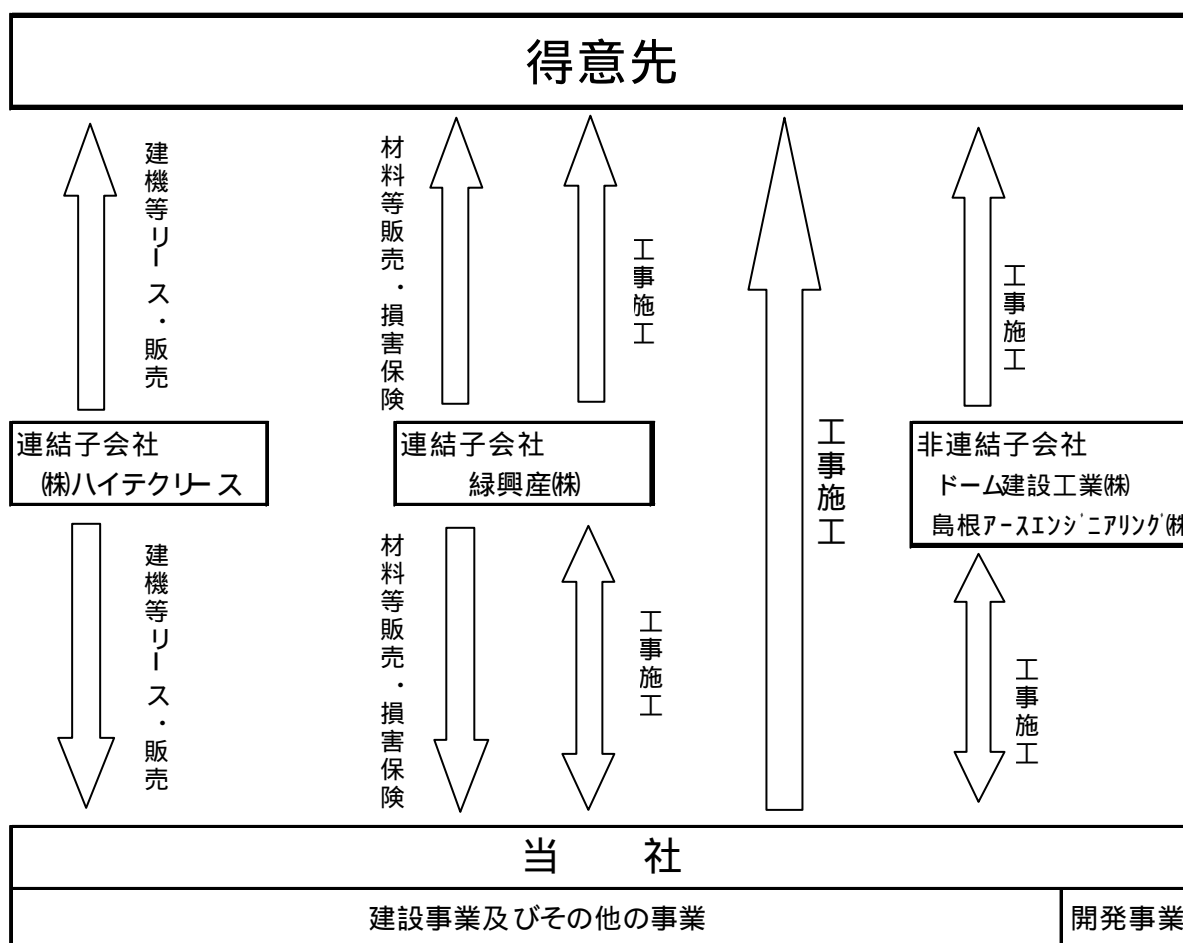 得意先
建機等リース・販売
材料等販売・損害保険
工事施工
工事施工
工事施工
連結子会社
㈱ハイテクリース
連結子会社
緑興産㈱
非連結子会社
ドーム建設工業㈱
島根アースエンジニアリング㈱
建機等リース・販売
材料等販売・損害保険
工事施工
工事施工
当　社
建設事業及びその他の事業
開発事業